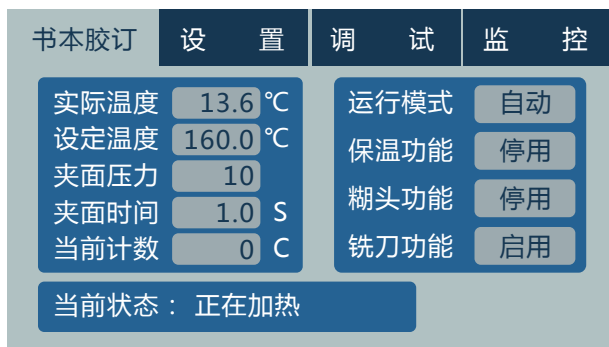 书本胶订 设 置 调 试 监 控
实际温度 13.6 ℃
设定温度 160.0 ℃
夹面压力 10
夹面时间 1.0 S
当前计数 0 C
运行模式 自动
保温功能 停用
糊头功能 停用
铣刀功能 启用
当前状态： 正在加热